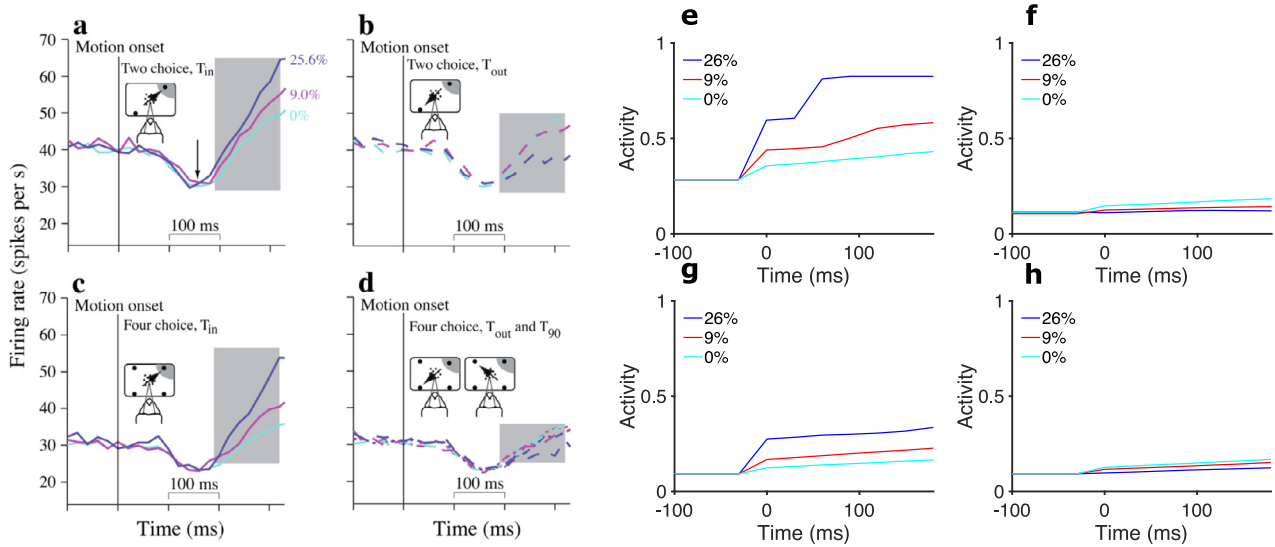 a
70
60
50
40
30
20
Motion onset
Two choice, T_in
25.6%
9.0%
0%
100 ms
b
Motion onset
Two choice, T_out
100 ms
c
70
60
50
40
30
20
Motion onset
Four choice, T_in
100 ms
d
Motion onset
Four choice, T_out and T_90
100 ms
Firing rate (spikes per s)
Time (ms)
Time (ms)
e
1
0.5
0
Activity
26%
9%
0%
-100
0
100
Time (ms)
f
1
0.5
0
Activity
26%
9%
0%
-100
0
100
Time (ms)
g
1
0.5
0
Activity
26%
9%
0%
-100
0
100
Time (ms)
h
1
0.5
0
Activity
26%
9%
0%
-100
0
100
Time (ms)